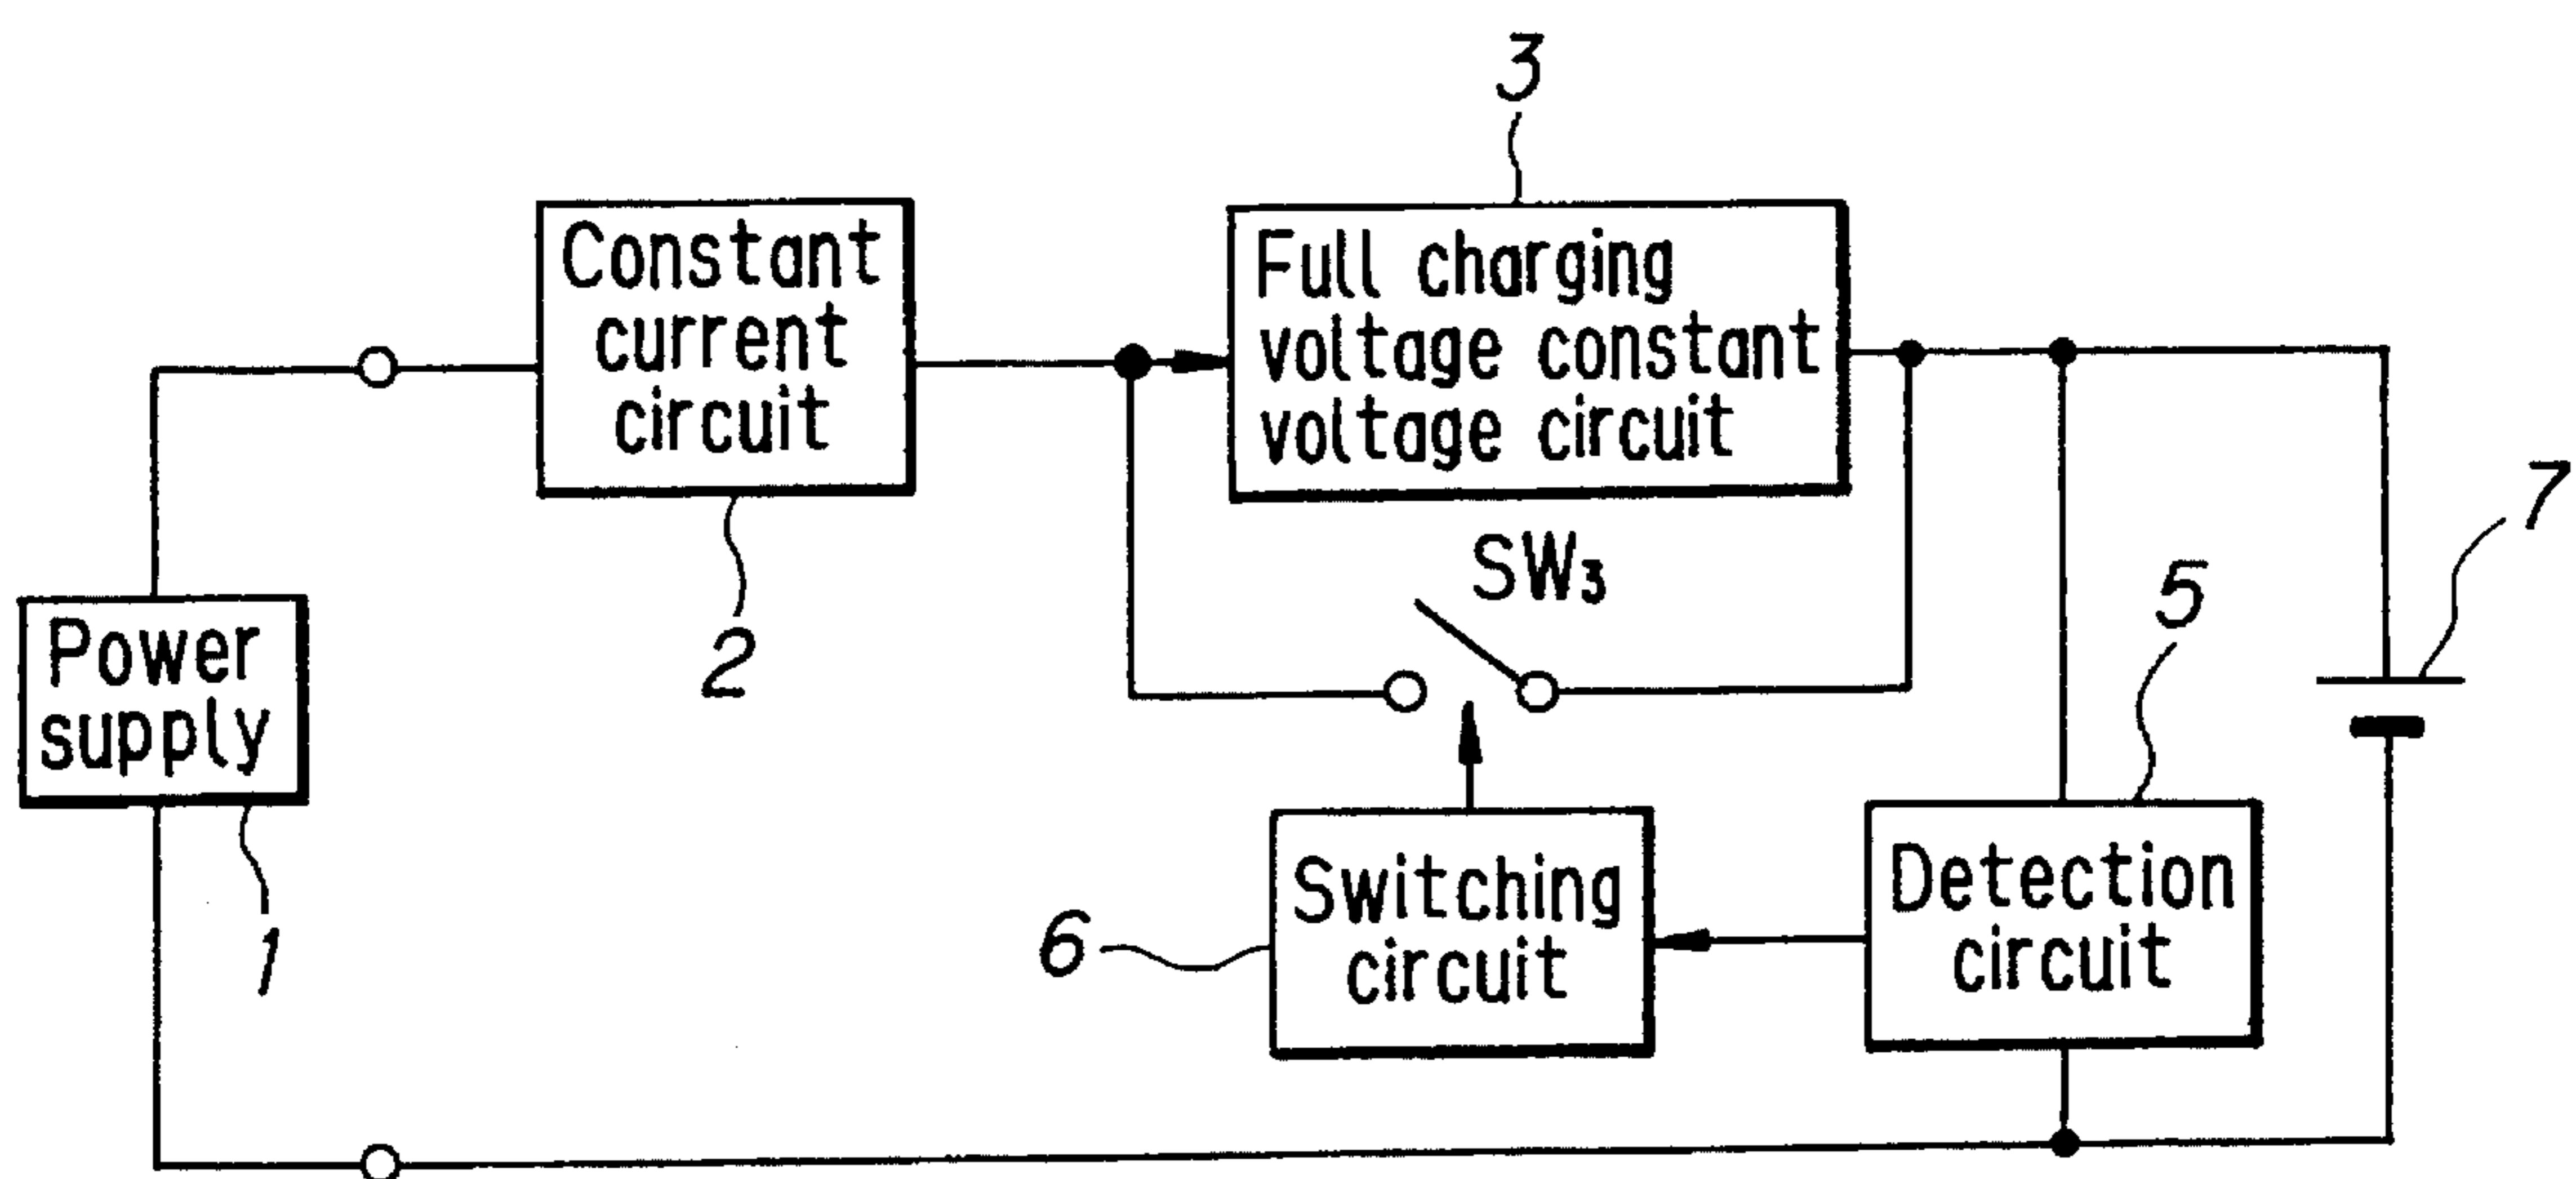 3
Constant
current
circuit
Full charging
voltage constant
voltage circuit
7
SW₃
5
2
Power
supply
Switching
circuit
Detection
circuit
6
1